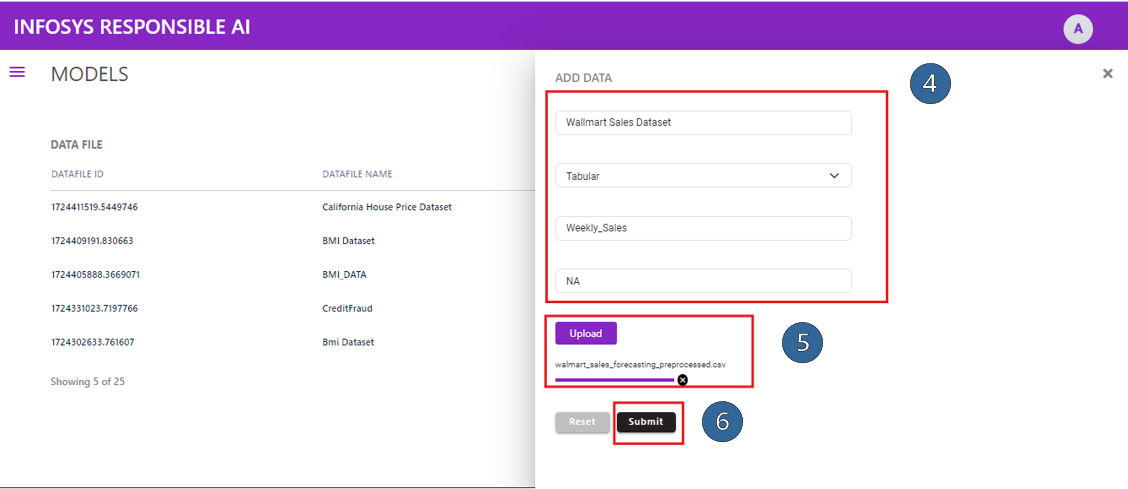 INFOSYS RESPONSIBLE AI
A
MODELS
DATA FILE
DATAFILE ID DATAFILE NAME
1724411519.5449746 California House Price Dataset
1724409191.830663 BMI Dataset
1724405888.3669071 BMI_DATA
1724331023.7197766 CreditFraud
1724302633.761607 Bmi Dataset
Showing 5 of 25
ADD DATA
4
Wallmart Sales Dataset
Tabular
Weekly_Sales
NA
Upload
5
walmart_sales_forecasting_preprocessed.csv
Reset Submit
6